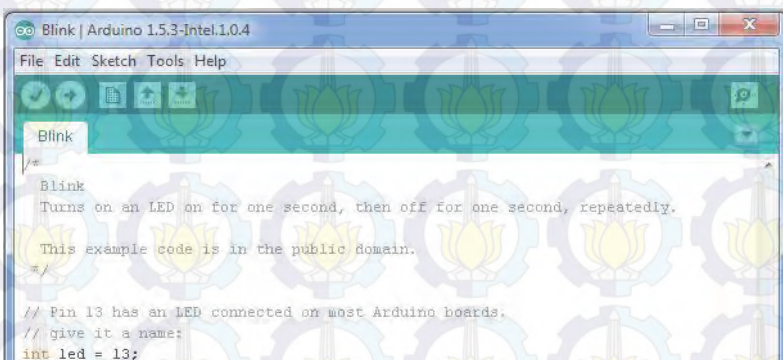 Blink | Arduino 1.5.3-Intel.1.0.4
File Edit Sketch Tools Help
Blink
/*
Blink
Turns on an LED on for one second, then off for one second, repeatedly.
This example code is in the public domain.
*/
// Pin 13 has an LED connected on most Arduino boards.
// give it a name:
int led = 13;